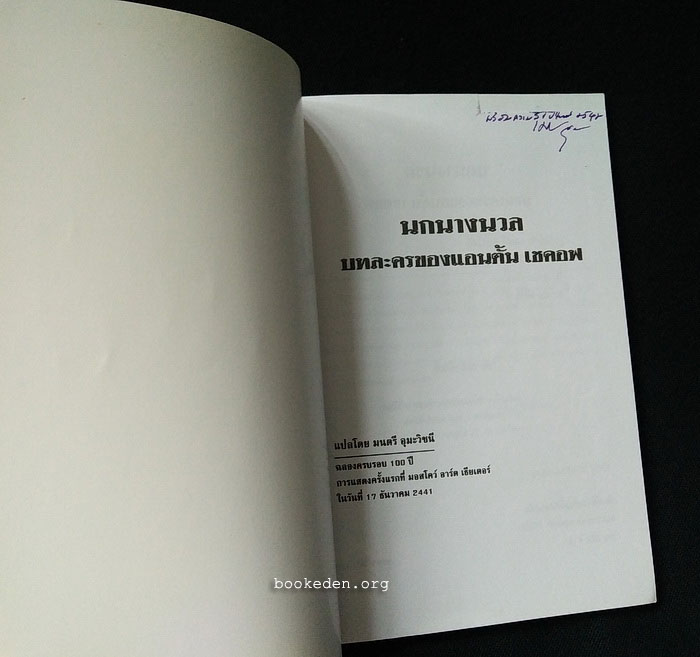 นกนางนวล
บทละครของแอนตั้น เชคอฟ
แปลโดย มนตรี อุมะวิชนี
ฉลองครบรอบ 100 ปี
การแสดงครั้งแรกที่ มอสโคว์ อาร์ต เธียเตอร์
ในวันที่ 17 ธันวาคม 2441
bookeden.org